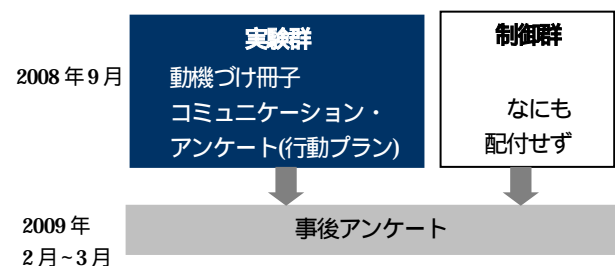 実験群
制御群
2008年9月
動機づけ冊子
コミュニケーション・
アンケート(行動プラン)
なにも
配付せず
2009年
2月~3月
事後アンケート